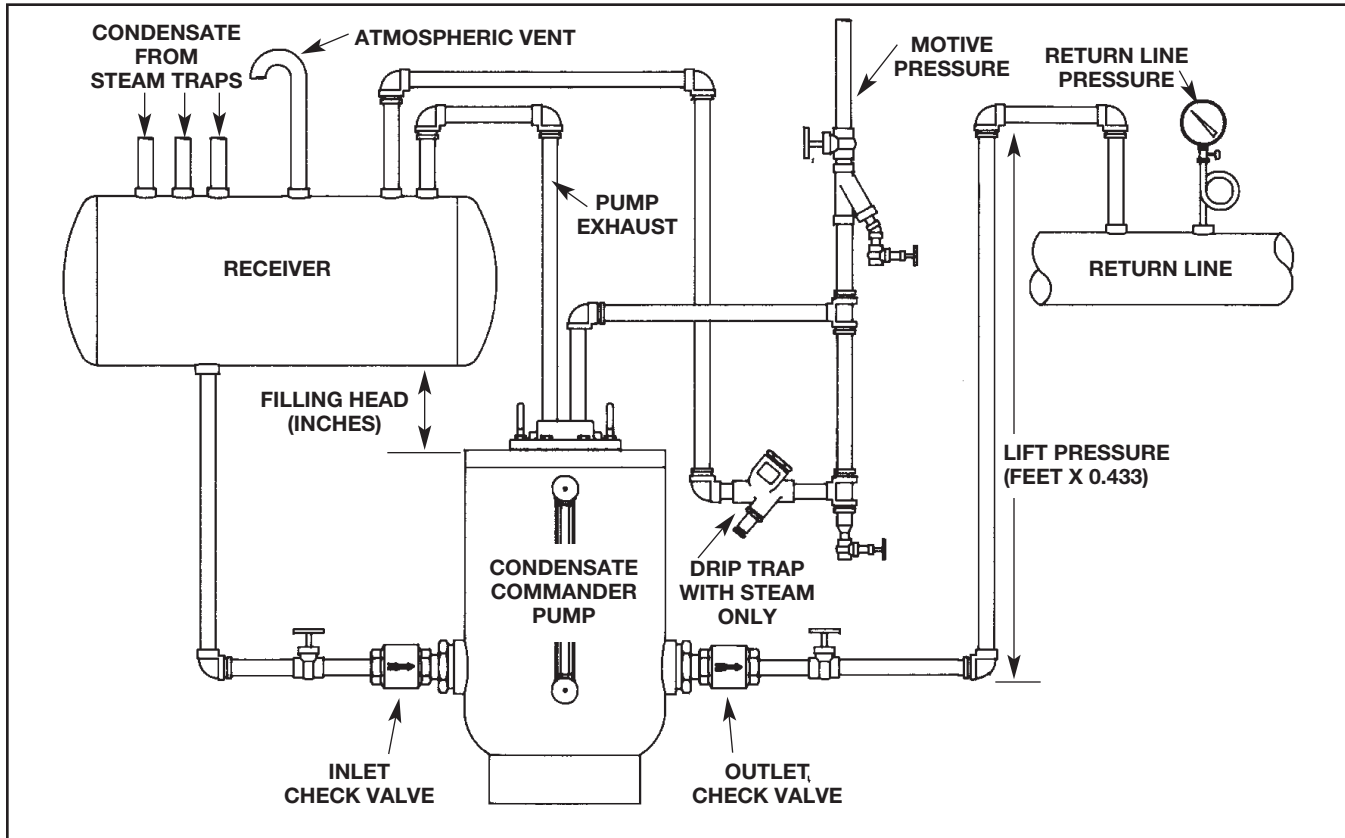 CONDENSATE
FROM
STEAM TRAPS
ATMOSPHERIC VENT
MOTIVE
PRESSURE
RETURN LINE
PRESSURE
PUMP
EXHAUST
RECEIVER
RETURN LINE
FILLING HEAD
(INCHES)
LIFT PRESSURE
(FEET X 0.433)
CONDENSATE
COMMANDER
PUMP
DRIP TRAP
WITH STEAM
ONLY
INLET
CHECK VALVE
OUTLET
CHECK VALVE